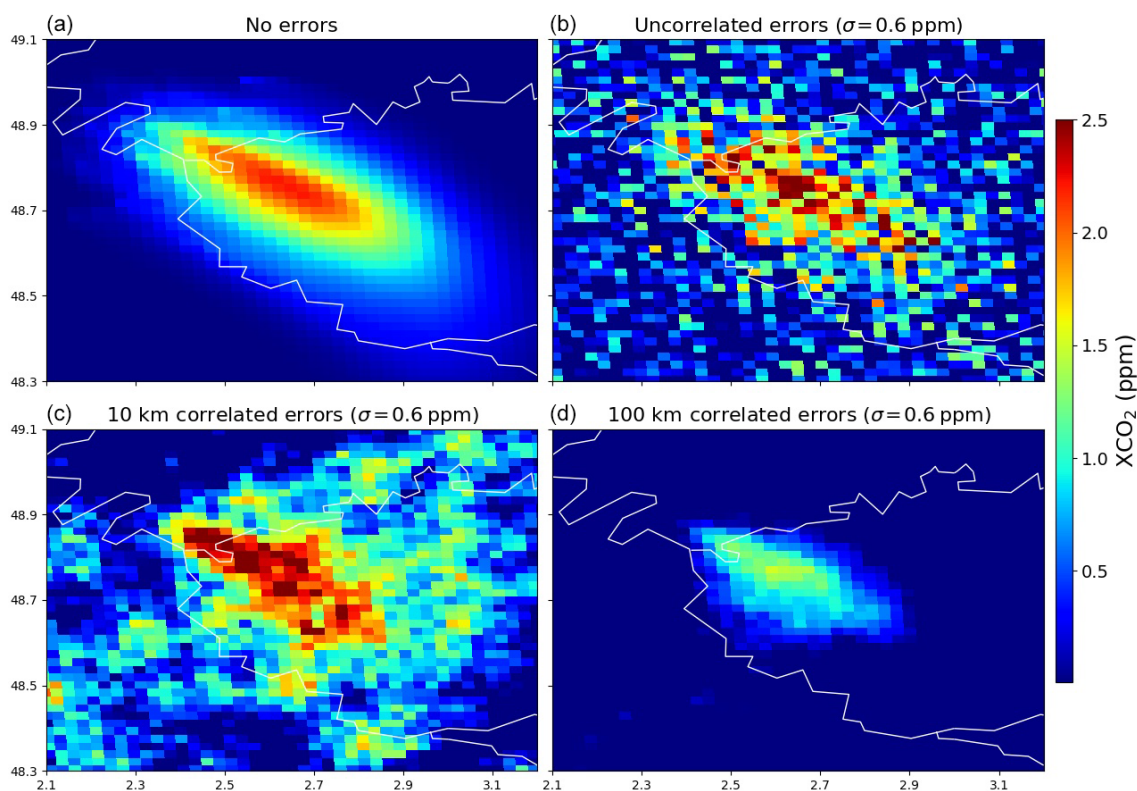 (a) No errors
(b) Uncorrelated errors (σ = 0.6 ppm)
49.1
48.9
48.7
48.5
48.3
(c) 10 km correlated errors (σ = 0.6 ppm)
(d) 100 km correlated errors (σ = 0.6 ppm)
49.1
48.9
48.7
48.5
48.3
2.1 2.3 2.5 2.7 2.9 3.1
2.1 2.3 2.5 2.7 2.9 3.1
2.5
2.0
1.5
1.0
0.5
XCO₂ (ppm)